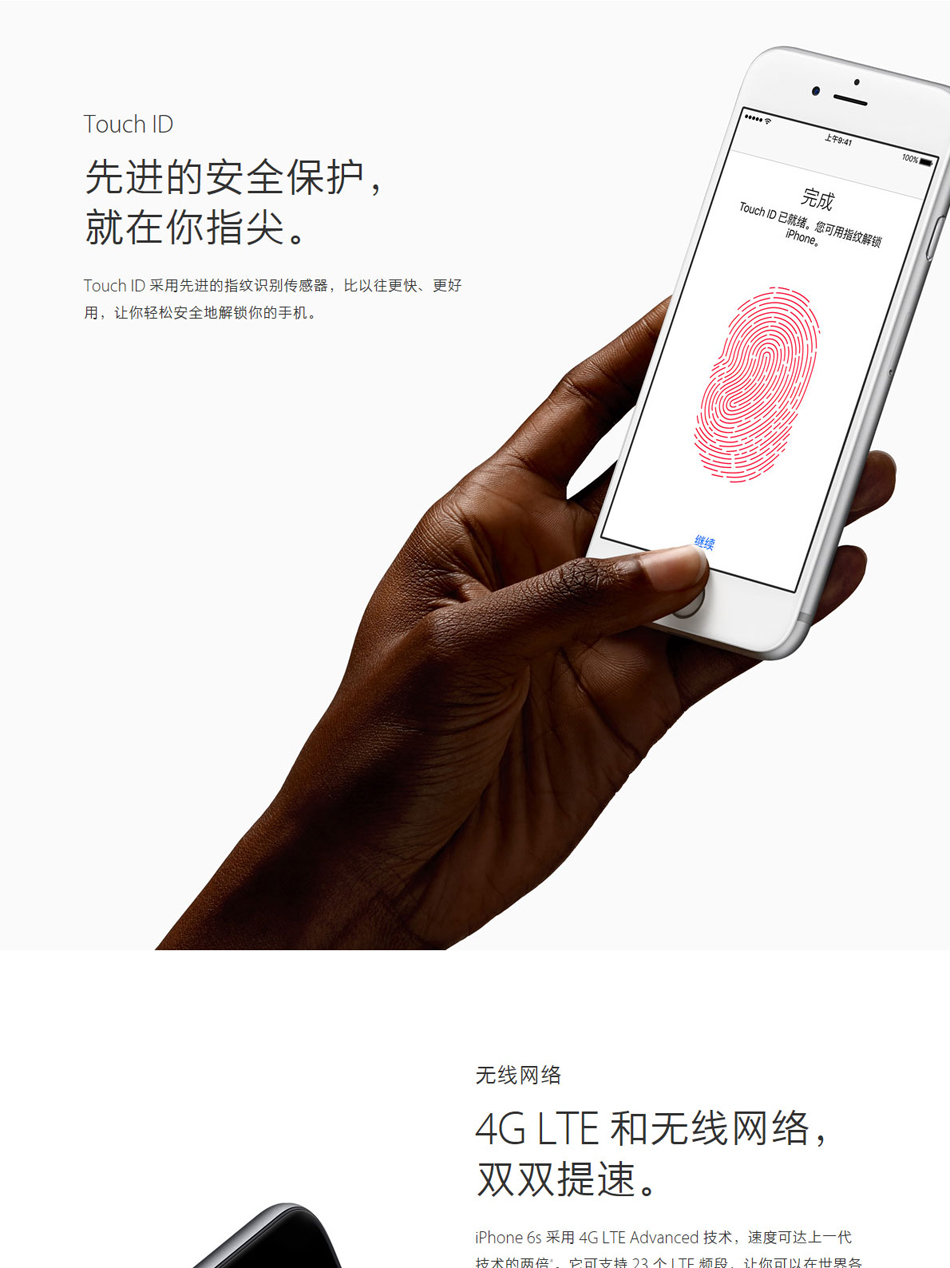 Touch ID
先进的安全保护，
就在你指尖。
Touch ID 采用先进的指纹识别传感器，比以往更快、更好
用，让你轻松安全地解锁你的手机。
上午9:41
100%
完成
Touch ID 已就绪。您可用指纹解锁
iPhone。
继续
无线网络
4G LTE 和无线网络，
双双提速。
iPhone 6s 采用 4G LTE Advanced 技术，速度可达上一代
技术的两倍*。它可支持 23 个 LTE 频段，让你可以在世界各